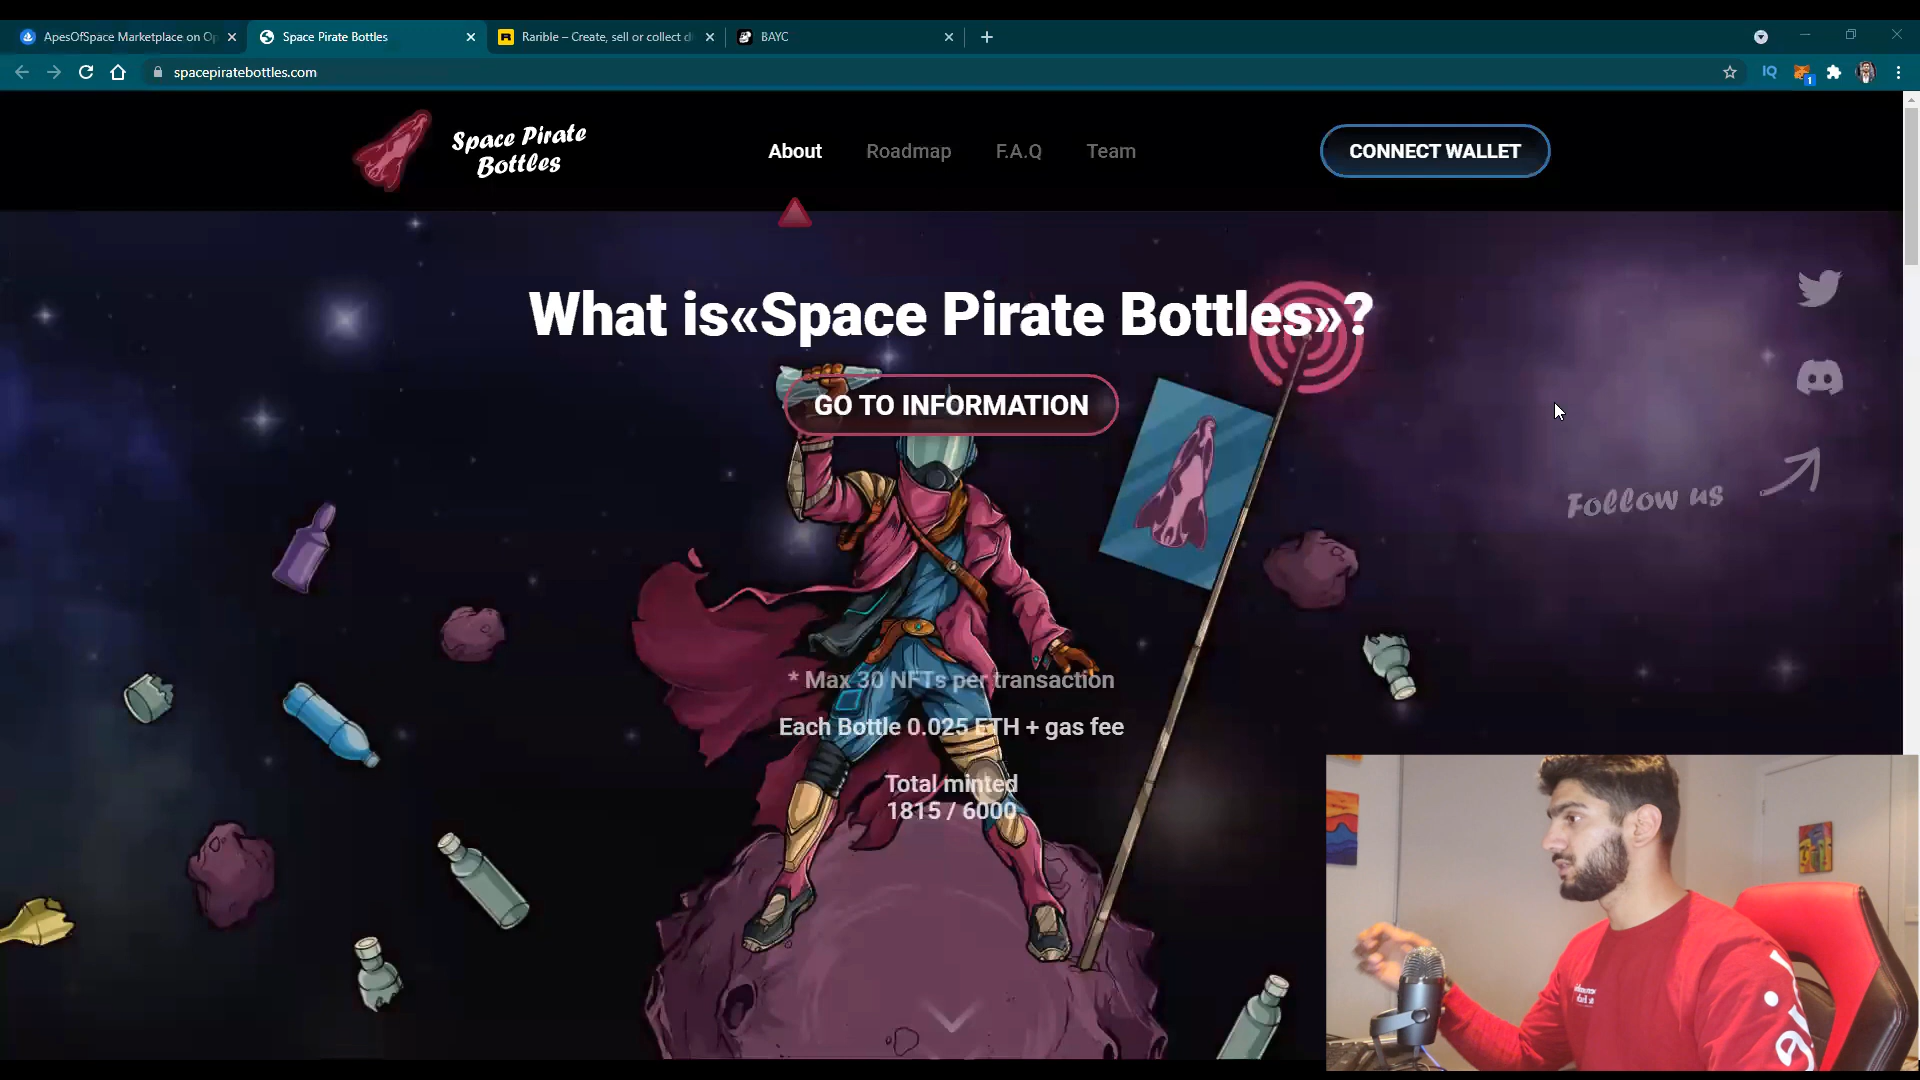 ApesOfSpace Marketplace on Op
Space Pirate Bottles
Rarible – Create, sell or collect di
BAYC
spacepiratebottles.com
IQ
1
Space Pirate
Bottles
About
Roadmap
F.A.Q
Team
CONNECT WALLET
What is«Space Pirate Bottles»?
GO TO INFORMATION
Follow us
* Max 30 NFTs per transaction
Each Bottle 0.025 ETH + gas fee
Total minted
1815 / 6000